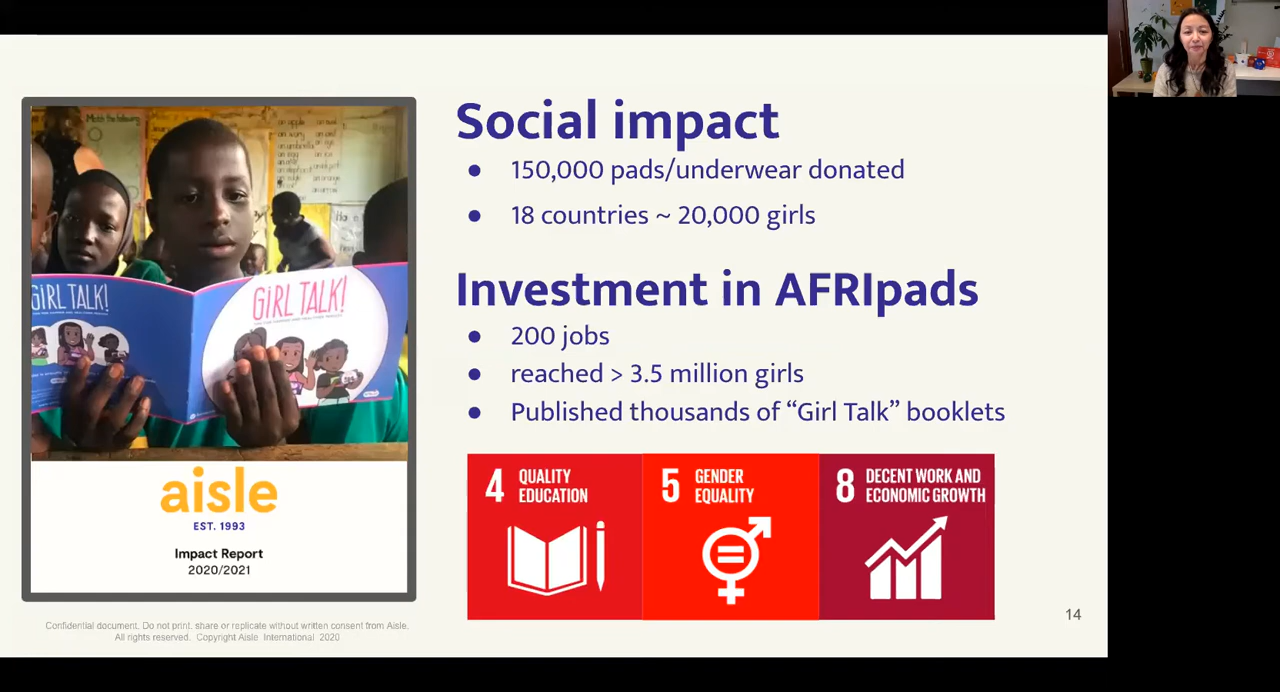 Social impact
● 150,000 pads/underwear donated
● 18 countries ~ 20,000 girls
Investment in AFRIpads
● 200 jobs
● reached > 3.5 million girls
● Published thousands of “Girl Talk” booklets
4 QUALITY
EDUCATION
5 GENDER
EQUALITY
8 DECENT WORK AND
ECONOMIC GROWTH
Match the following
GIRL TALK!
GIRL TALK!
aisle
EST. 1993
Impact Report
2020/2021
Confidential document. Do not print, share or replicate without written consent from Aisle.
All rights reserved. Copyright Aisle International 2020
14